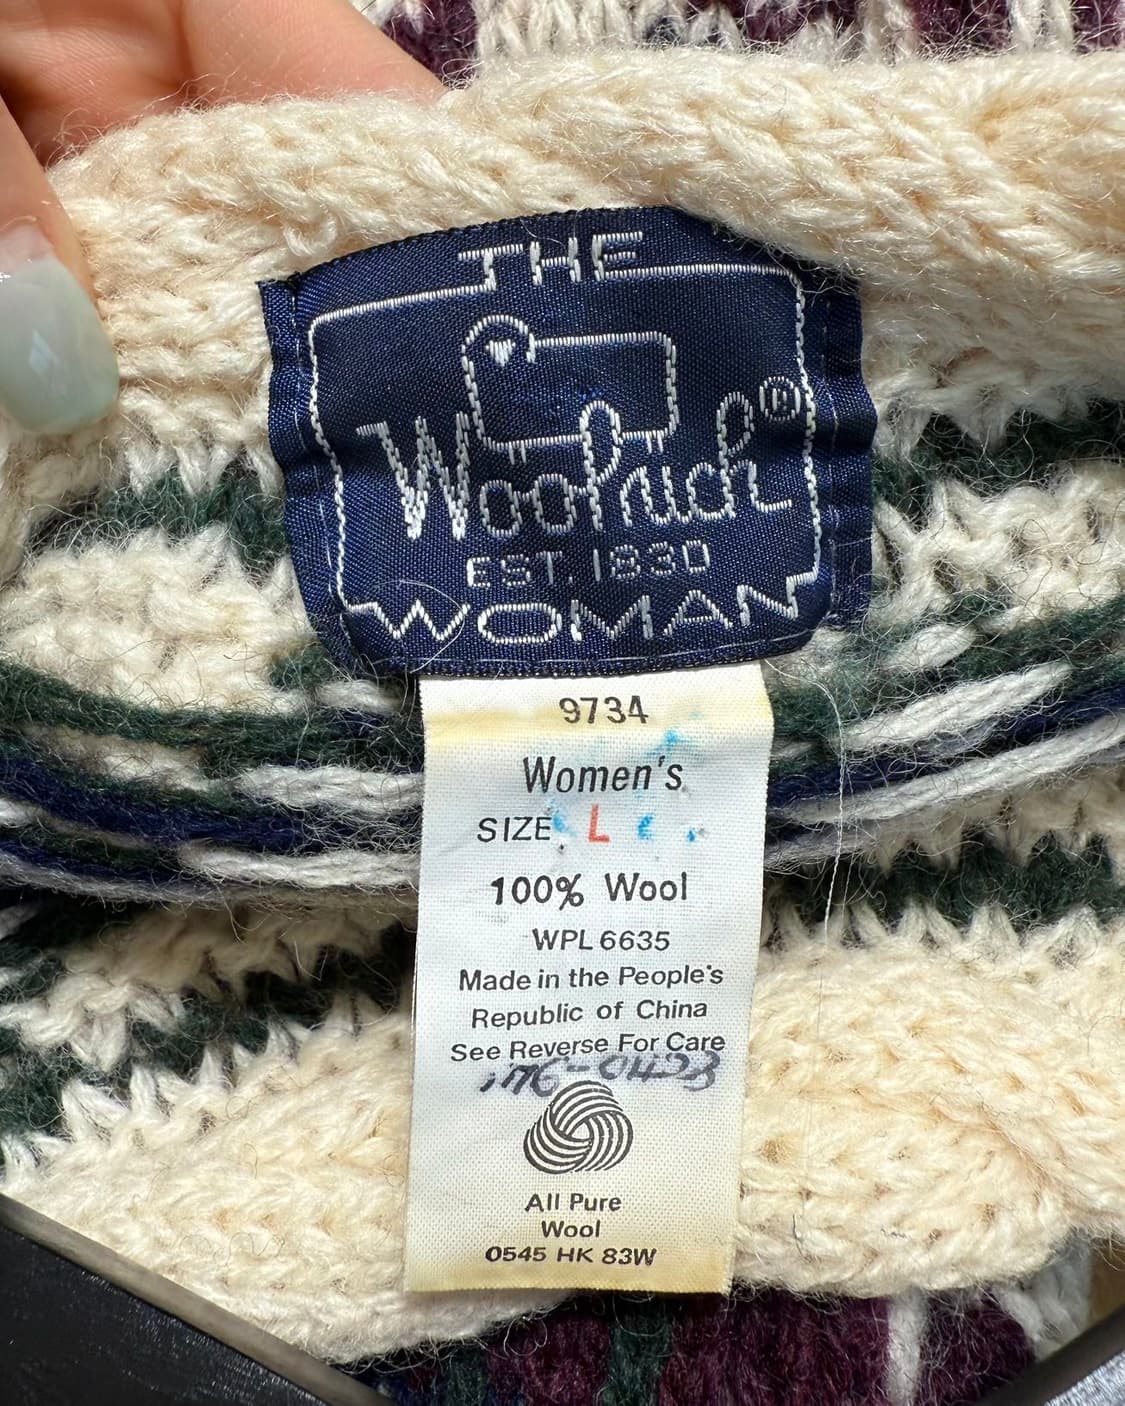 THE
Woolrich®
EST. 1830
WOMAN
9734
Women's
SIZE L
100% Wool
WPL 6635
Made in the People's
Republic of China
See Reverse For Care
All Pure
Wool
0545 HK 83W